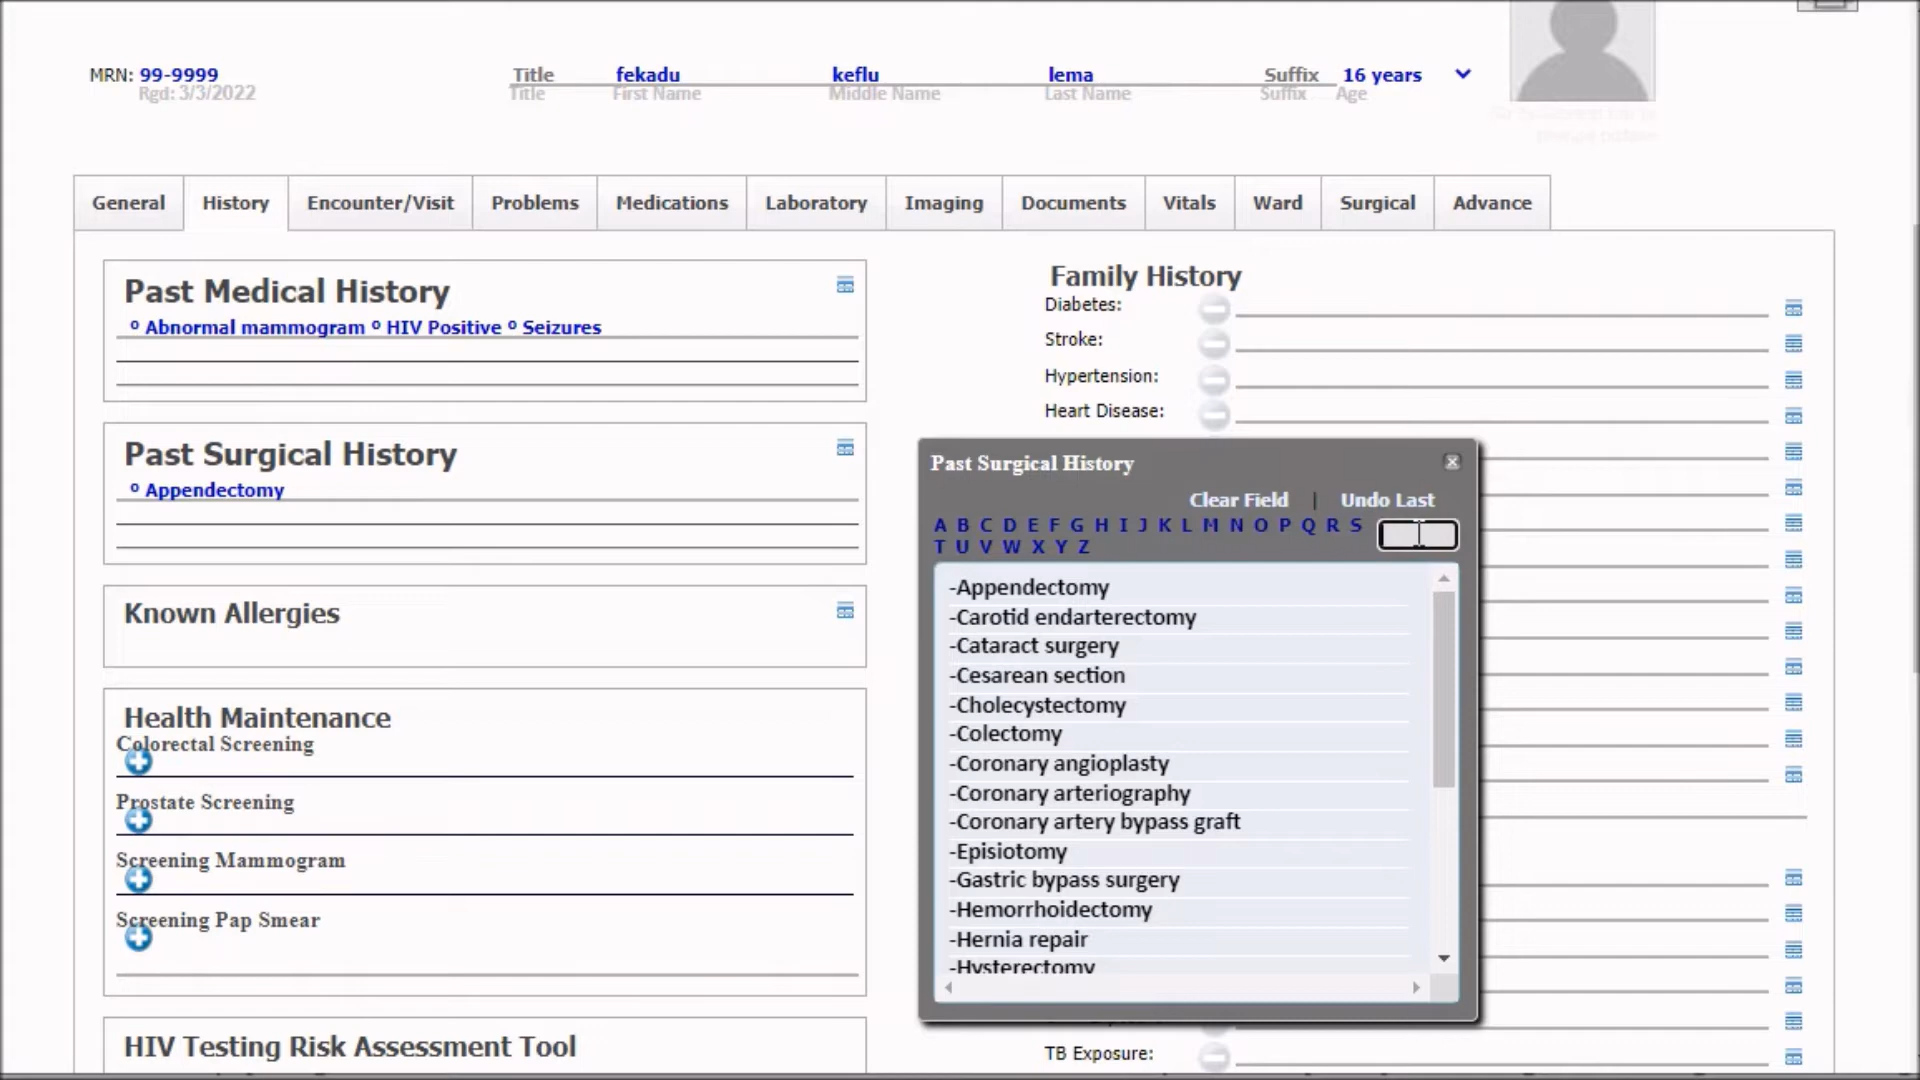 MRN: 99-9999 Title fekadu keflu lema Suffix 16 years
Rgd: 3/3/2022 Title First Name Middle Name Last Name Suffix Age
General History Encounter/Visit Problems Medications Laboratory Imaging Documents Vitals Ward Surgical Advance
Past Medical History
º Abnormal mammogram º HIV Positive º Seizures
Past Surgical History
º Appendectomy
Known Allergies
Health Maintenance
Colorectal Screening
Prostate Screening
Screening Mammogram
Screening Pap Smear
HIV Testing Risk Assessment Tool
Family History
Diabetes:
Stroke:
Hypertension:
Heart Disease:
Past Surgical History
Clear Field | Undo Last
A B C D E F G H I J K L M N O P Q R S
T U V W X Y Z
-Appendectomy
-Carotid endarterectomy
-Cataract surgery
-Cesarean section
-Cholecystectomy
-Colectomy
-Coronary angioplasty
-Coronary arteriography
-Coronary artery bypass graft
-Episiotomy
-Gastric bypass surgery
-Hemorrhoidectomy
-Hernia repair
-Hysterectomy
TB Exposure: